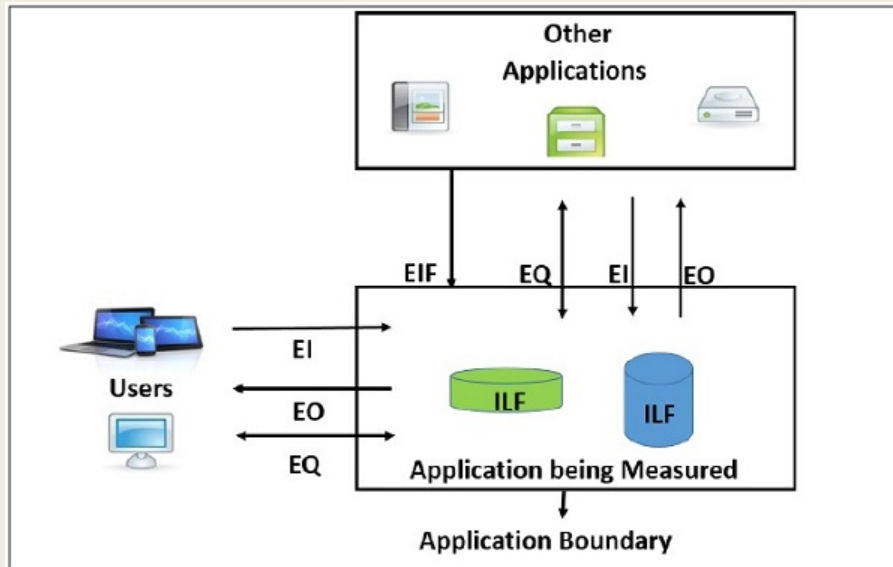 Other
Applications
EIF
EQ
EI
EO
EI
Users
EO
EQ
ILF
ILF
Application being Measured
Application Boundary